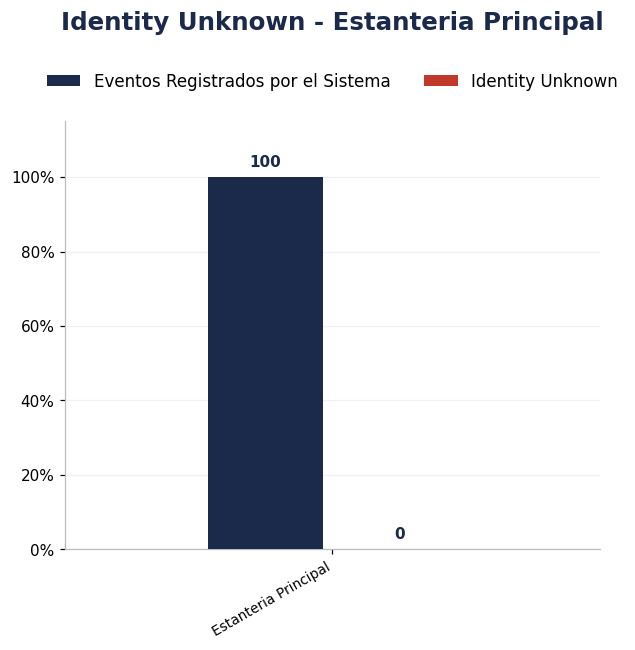 Identity Unknown - Estanteria Principal
Eventos Registrados por el Sistema
Identity Unknown
100
100%
80%
60%
40%
20%
0
0%
Estanteria Principal